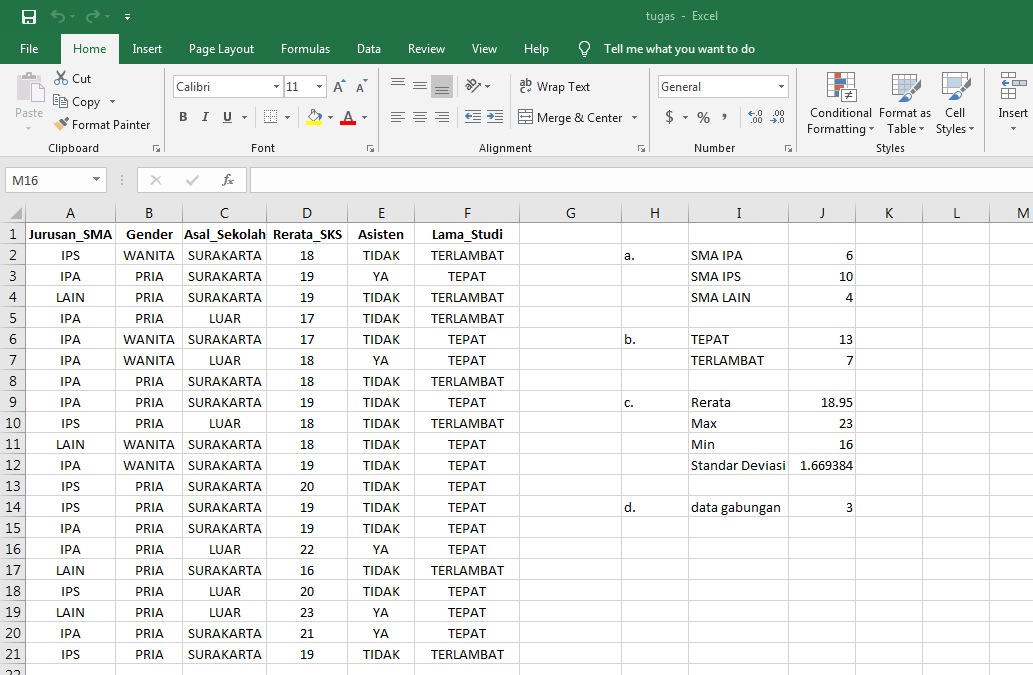 tugas - Excel
File Home Insert Page Layout Formulas Data Review View Help Tell me what you want to do
Paste
Cut
Copy
Format Painter
Clipboard
Calibri 11 A A
B I U A
Font
ab Wrap Text
Merge & Center
Alignment
General
$ % , .00 .00
Number
Conditional Formatting
Format as Table
Cell Styles
Styles
Insert
M16 fx
A B C D E F G H I J K L M
1 Jurusan_SMA Gender Asal_Sekolah Rerata_SKS Asisten Lama_Studi
2 IPS WANITA SURAKARTA 18 TIDAK TERLAMBAT a. SMA IPA 6
3 IPA PRIA SURAKARTA 19 YA TEPAT SMA IPS 10
4 LAIN PRIA SURAKARTA 19 TIDAK TERLAMBAT SMA LAIN 4
5 IPA PRIA LUAR 17 TIDAK TERLAMBAT
6 IPA WANITA SURAKARTA 17 TIDAK TEPAT b. TEPAT 13
7 IPA WANITA LUAR 18 YA TEPAT TERLAMBAT 7
8 IPA PRIA SURAKARTA 18 TIDAK TERLAMBAT
9 IPA PRIA SURAKARTA 19 TIDAK TEPAT c. Rerata 18.95
10 IPS PRIA LUAR 18 TIDAK TERLAMBAT Max 23
11 LAIN WANITA SURAKARTA 18 TIDAK TEPAT Min 16
12 IPA WANITA SURAKARTA 19 TIDAK TEPAT Standar Deviasi 1.669384
13 IPS PRIA SURAKARTA 20 TIDAK TEPAT
14 IPS PRIA SURAKARTA 19 TIDAK TEPAT d. data gabungan 3
15 IPA PRIA SURAKARTA 19 TIDAK TEPAT
16 IPA PRIA LUAR 22 YA TEPAT
17 LAIN PRIA SURAKARTA 16 TIDAK TERLAMBAT
18 IPS PRIA LUAR 20 TIDAK TEPAT
19 LAIN PRIA LUAR 23 YA TEPAT
20 IPA PRIA SURAKARTA 21 YA TEPAT
21 IPS PRIA SURAKARTA 19 TIDAK TERLAMBAT